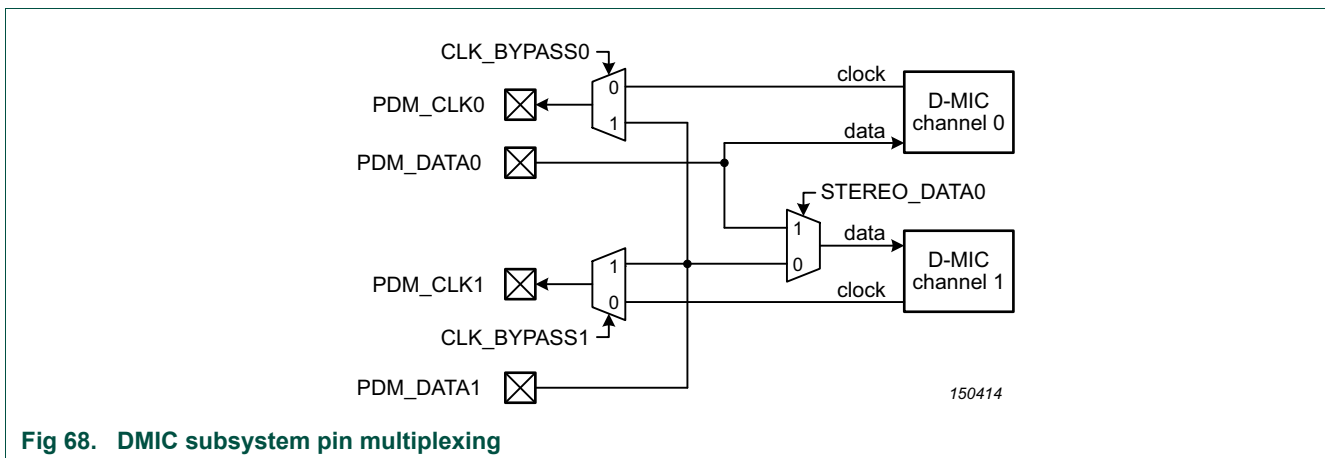 CLK_BYPASS0
clock
PDM_CLK0
0
D-MIC
channel 0
1
data
PDM_DATA0
STEREO_DATA0
1
data
PDM_CLK1
1
0
D-MIC
channel 1
0
clock
CLK_BYPASS1
PDM_DATA1
150414
Fig 68. DMIC subsystem pin multiplexing